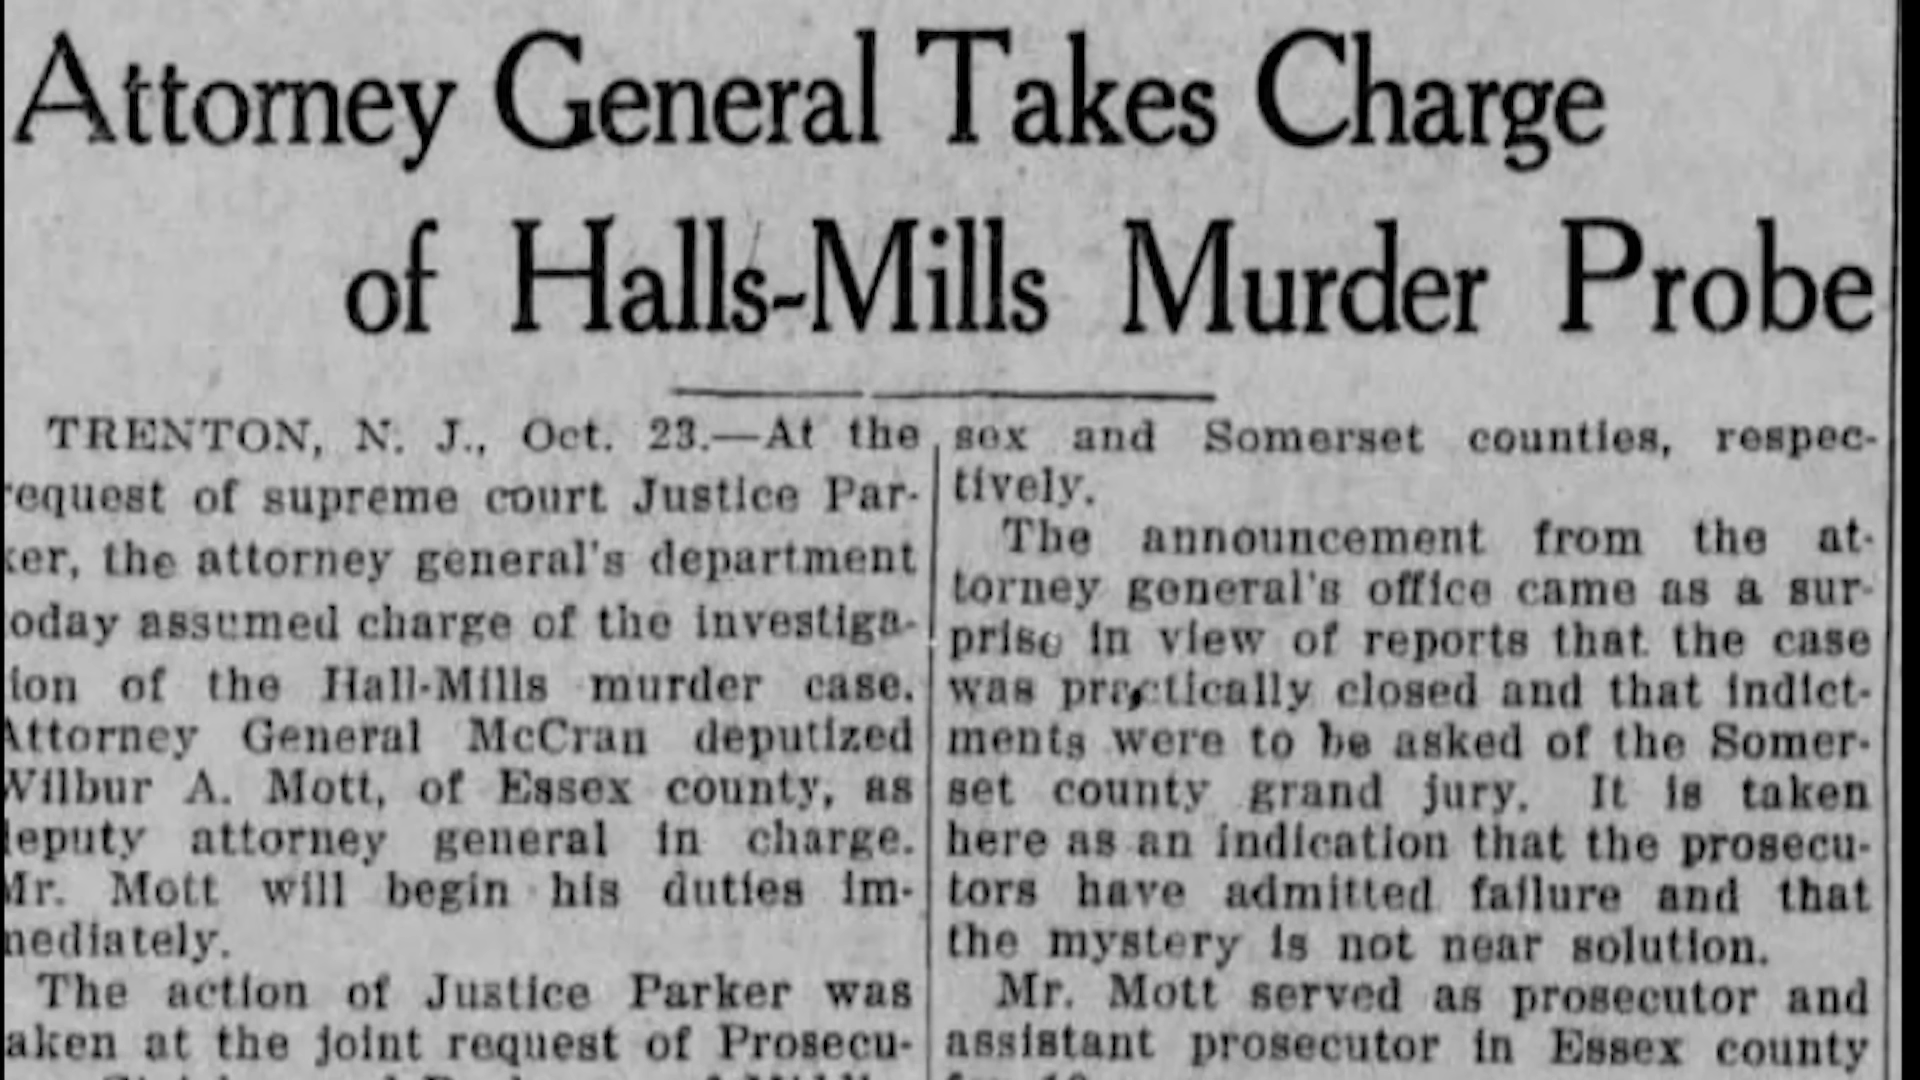 Attorney General Takes Charge
of Halls-Mills Murder Probe
TRENTON, N. J., Oct. 23.—At the
equest of supreme court Justice Par-
ker, the attorney general's department
oday assumed charge of the investiga-
ion of the Hall-Mills murder case.
Attorney General McCran deputized
Wilbur A. Mott, of Essex county, as
deputy attorney general in charge.
Mr. Mott will begin his duties im-
mediately.
The action of Justice Parker was
aken at the joint request of Prosecu-
sex and Somerset counties, respec-
tively.
The announcement from the at-
torney general's office came as a sur-
prise in view of reports that the case
was practically closed and that indict-
ments were to be asked of the Somer-
set county grand jury. It is taken
here as an indication that the prosecu-
tors have admitted failure and that
the mystery is not near solution.
Mr. Mott served as prosecutor and
assistant prosecutor in Essex county